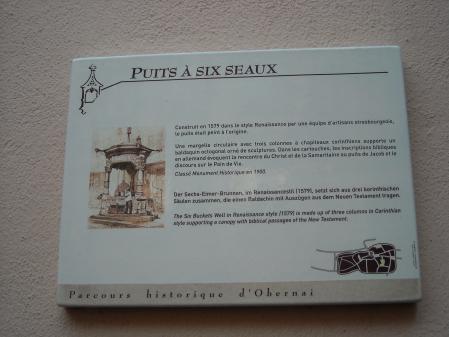 PUITS À SIX SEAUX
Construit en 1579 dans le style Renaissance par une équipe d'artisans strasbourgeois,
le puits était peint à l'origine.
Une margelle circulaire avec trois colonnes à chapiteaux corinthiens supporte un
baldaquin octogonal orné de sculptures. Dans les cartouches, les inscriptions bibliques
en allemand évoquent la rencontre du Christ et de la Samaritaine au puits de Jacob et le
discours sur le Pain de Vie.
Classé Monument Historique en 1900.
Der Sechs-Eimer-Brunnen, im Renaissancestil (1579), setzt sich aus drei korinthischen
Säulen zusammen, die einen Baldachin mit Auszügen aus dem Neuen Testament tragen.
The Six Buckets Well in Renaissance style (1579) is made up of three columns in Corinthian
style supporting a canopy with biblical passages of the New Testament.
Parcours historique d'Obernai